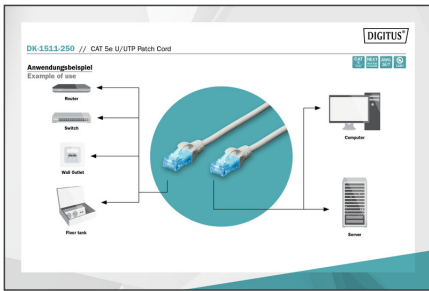 DIGITUS®
DK-1511-250 // CAT 5e U/UTP Patch Cord
Anwendungsbeispiel
Example of use
Router
Switch
Wall Outlet
Floor tank
Computer
Server